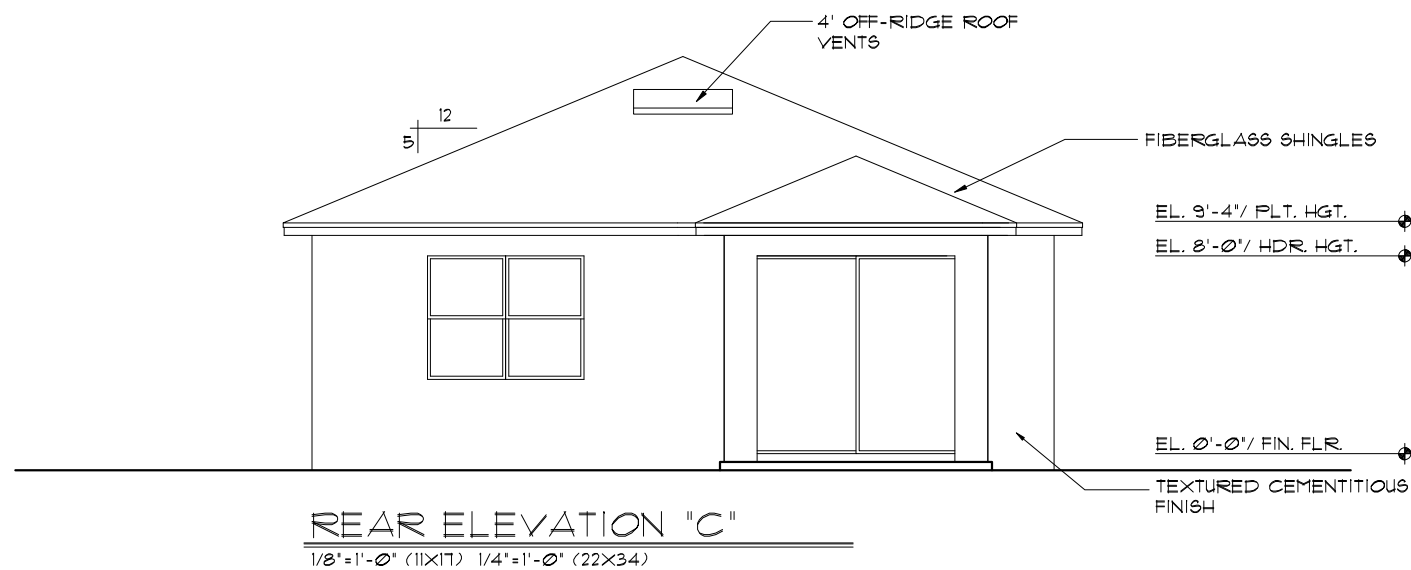 4' OFF-RIDGE ROOF
VENTS
12
5
FIBERGLASS SHINGLES
EL. 9'-4"/ PLT. HGT.
EL. 8'-0"/ HDR. HGT.
EL. 0'-0"/ FIN. FLR.
TEXTURED CEMENTITIOUS
FINISH
REAR ELEVATION "C"
1/8"=1'-0" (11X17) 1/4"=1'-0" (22X34)